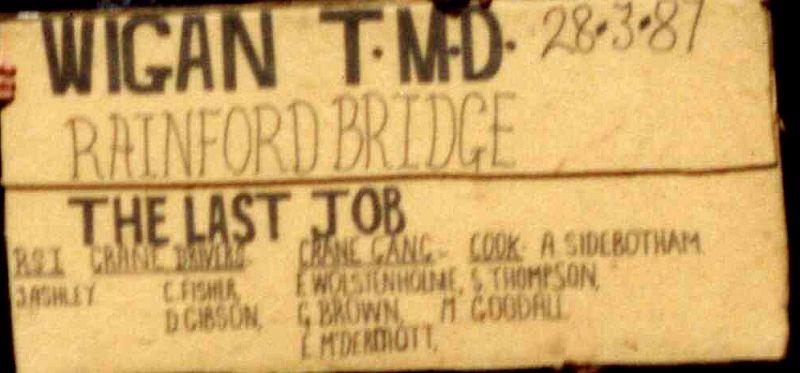 WIGAN T.M.D. 28.3.87
RAINFORD BRIDGE
THE LAST JOB
RSI CRANE DRIVERS CRANE GANG - COOK - A SIDEBOTHAM
J.ASHLEY C.FISHER, F WOLSTENHOLME, S THOMPSON,
D.GIBSON, G BROWN, M GOODALL
E McDERMOTT,